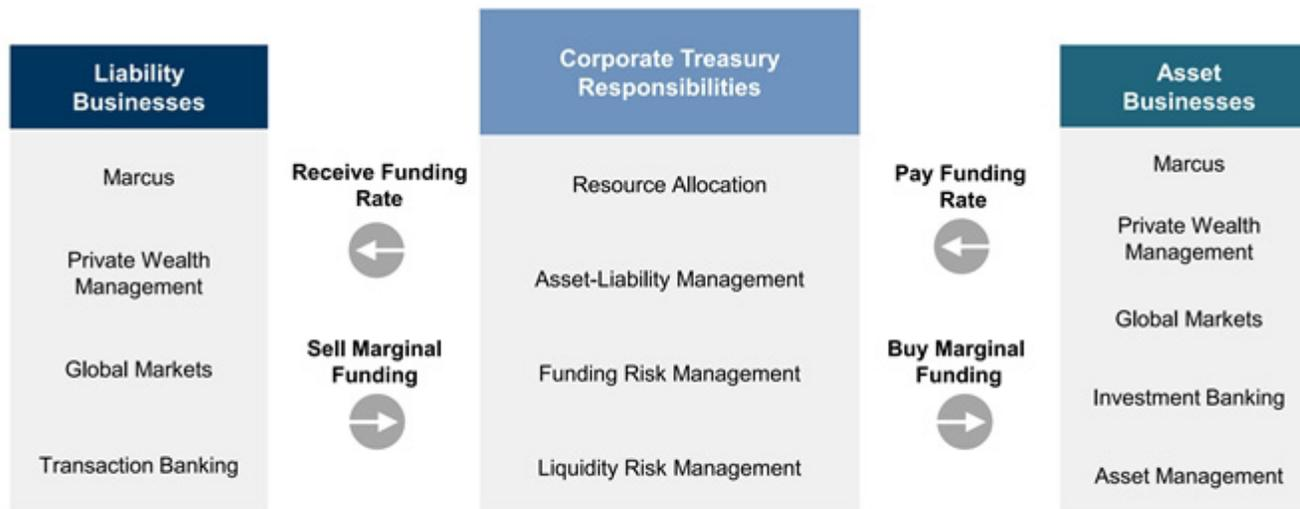 Liability
Businesses
Marcus
Private Wealth
Management
Global Markets
Transaction Banking
Receive Funding
Rate
Sell Marginal
Funding
Corporate Treasury
Responsibilities
Resource Allocation
Asset-Liability Management
Funding Risk Management
Liquidity Risk Management
Pay Funding
Rate
Buy Marginal
Funding
Asset
Businesses
Marcus
Private Wealth
Management
Global Markets
Investment Banking
Asset Management